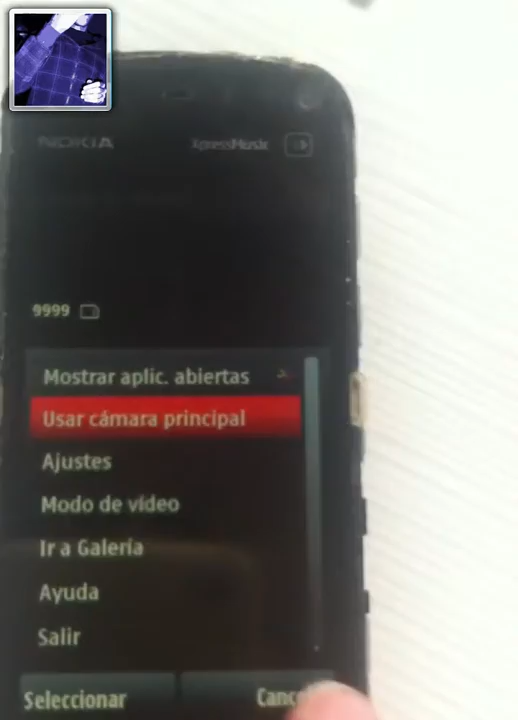 NOKIA XpressMusic
9999
Mostrar aplic. abiertas
Usar cámara principal
Ajustes
Modo de vídeo
Ir a Galería
Ayuda
Salir
Seleccionar